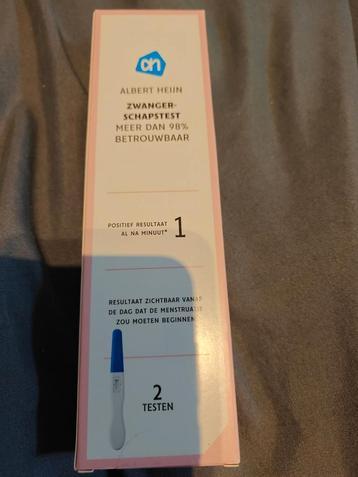 ah
ALBERT HEIJN
ZWANGER-
SCHAPSTEST
MEER DAN 98%
BETROUWBAAR
POSITIEF RESULTAAT
AL NA MINUUT* 1
RESULTAAT ZICHTBAAR VANAF
DE DAG DAT DE MENSTRUATIE
ZOU MOETEN BEGINNEN
2
TESTEN